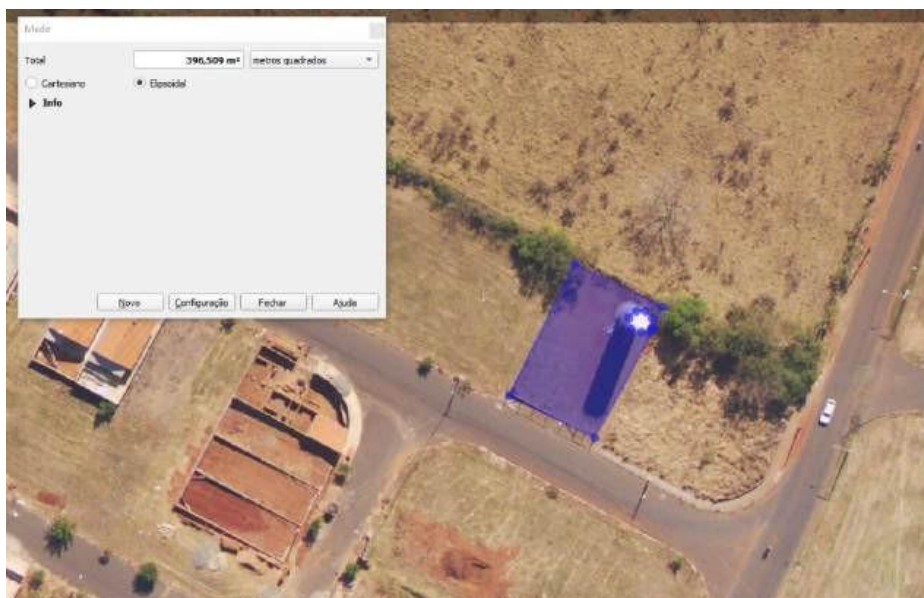 Medir
Total 396,509 m² metros quadrados
Cartesiano Elipsoidal
Info
Novo Configuração Fechar Ajuda